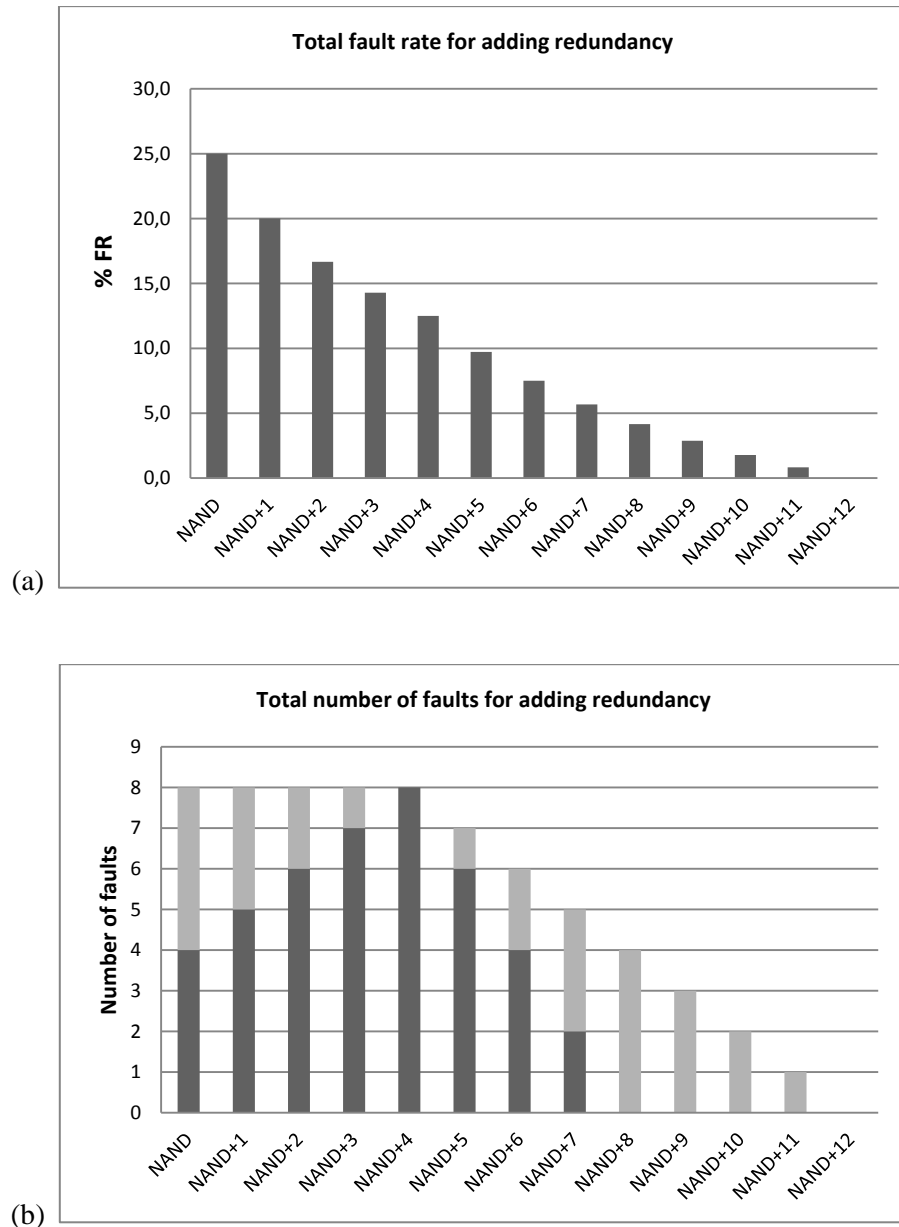 Total fault rate for adding redundancy
% FR
30,0
25,0
20,0
15,0
10,0
5,0
0,0
NAND
NAND+1
NAND+2
NAND+3
NAND+4
NAND+5
NAND+6
NAND+7
NAND+8
NAND+9
NAND+10
NAND+11
NAND+12
(a)
Total number of faults for adding redundancy
Number of faults
9
8
7
6
5
4
3
2
1
0
NAND
NAND+1
NAND+2
NAND+3
NAND+4
NAND+5
NAND+6
NAND+7
NAND+8
NAND+9
NAND+10
NAND+11
NAND+12
(b)